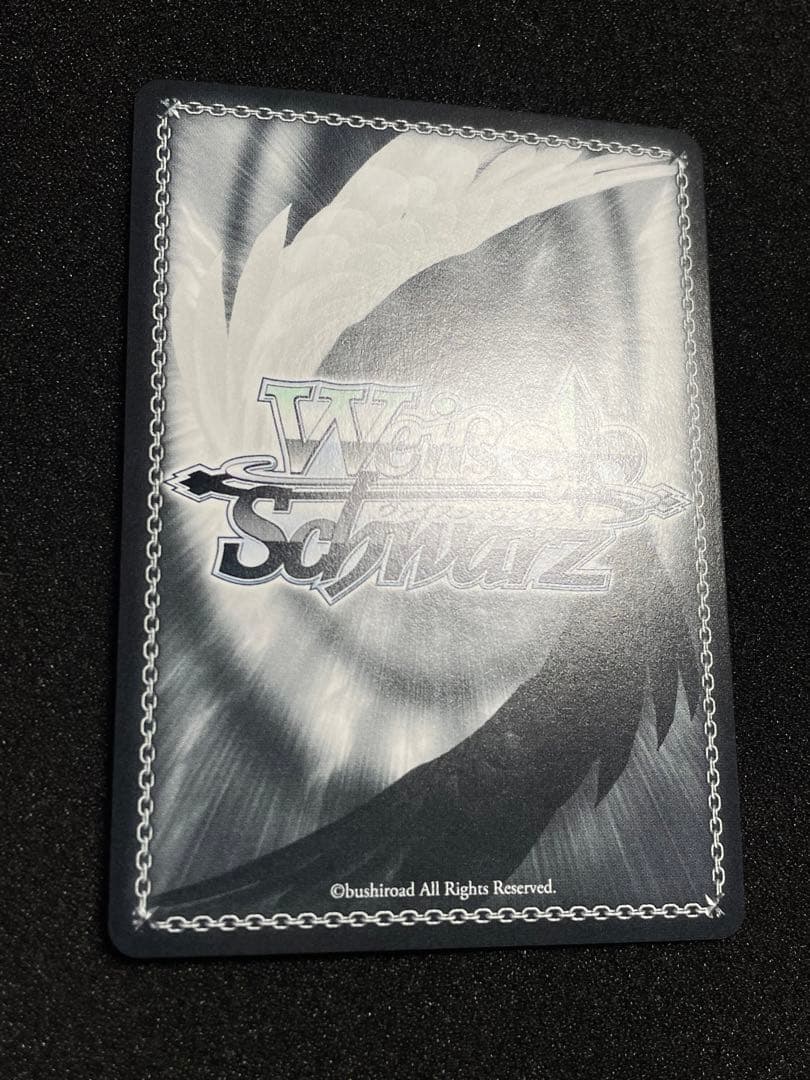 Weiß
Schwarz
©bushiroad All Rights Reserved.